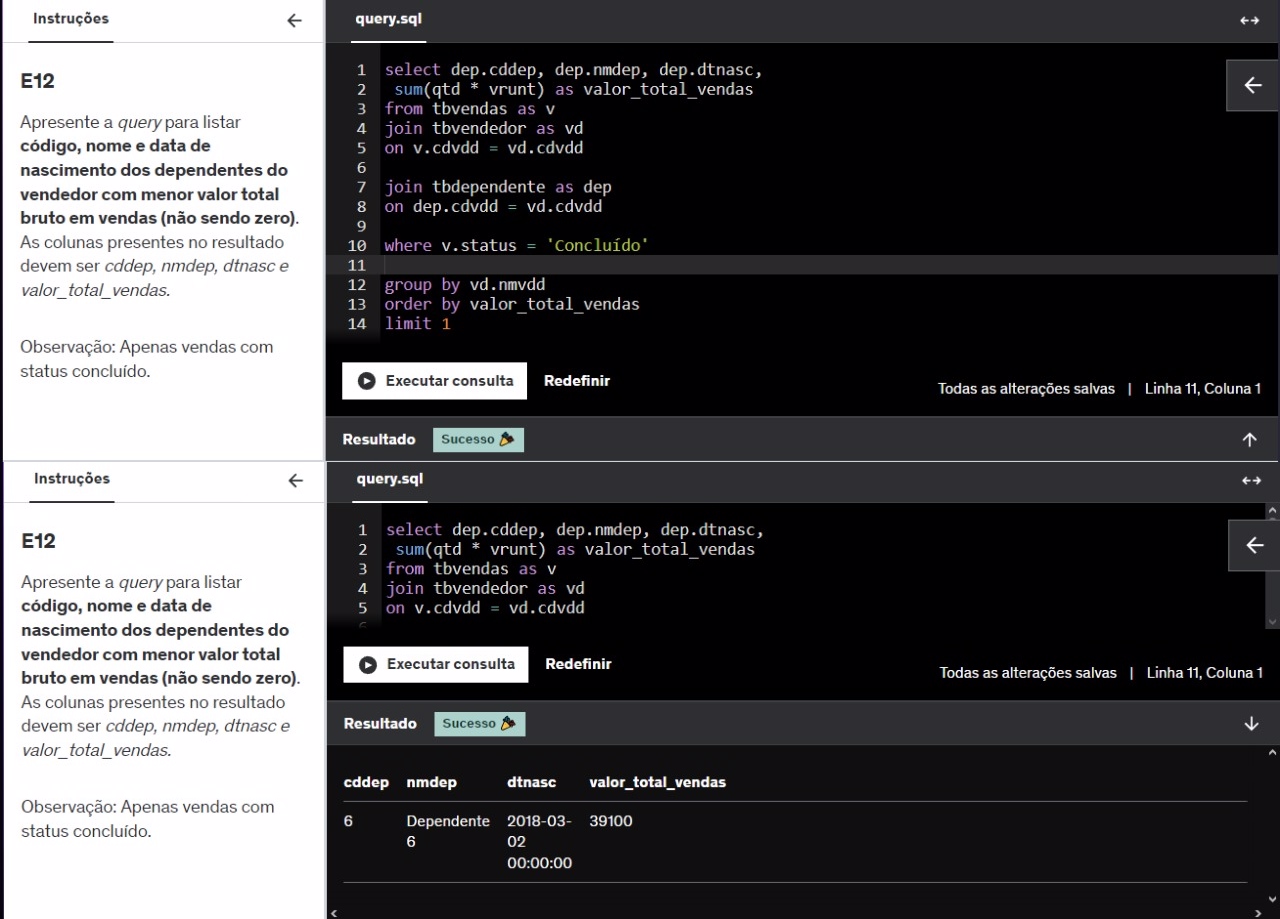 Instruções
E12
Apresente a query para listar
código, nome e data de
nascimento dos dependentes do
vendedor com menor valor total
bruto em vendas (não sendo zero).
As colunas presentes no resultado
devem ser cddep, nmdep, dtnasc e
valor_total_vendas.
Observação: Apenas vendas com
status concluído.
query.sql
1 select dep.cddep, dep.nmdep, dep.dtnasc,
2 sum(qtd * vrunt) as valor_total_vendas
3 from tbvendas as v
4 join tbvendedor as vd
5 on v.cdvdd = vd.cdvdd
6
7 join tbdependente as dep
8 on dep.cdvdd = vd.cdvdd
9
10 where v.status = 'Concluído'
11
12 group by vd.nmvdd
13 order by valor_total_vendas
14 limit 1
Executar consulta Redefinir
Todas as alterações salvas | Linha 11, Coluna 1
Resultado Sucesso
Instruções
E12
Apresente a query para listar
código, nome e data de
nascimento dos dependentes do
vendedor com menor valor total
bruto em vendas (não sendo zero).
As colunas presentes no resultado
devem ser cddep, nmdep, dtnasc e
valor_total_vendas.
Observação: Apenas vendas com
status concluído.
query.sql
1 select dep.cddep, dep.nmdep, dep.dtnasc,
2 sum(qtd * vrunt) as valor_total_vendas
3 from tbvendas as v
4 join tbvendedor as vd
5 on v.cdvdd = vd.cdvdd
6
Executar consulta Redefinir
Todas as alterações salvas | Linha 11, Coluna 1
Resultado Sucesso
cddep nmdep dtnasc valor_total_vendas
6 Dependente 2018-03- 39100
6 02
00:00:00